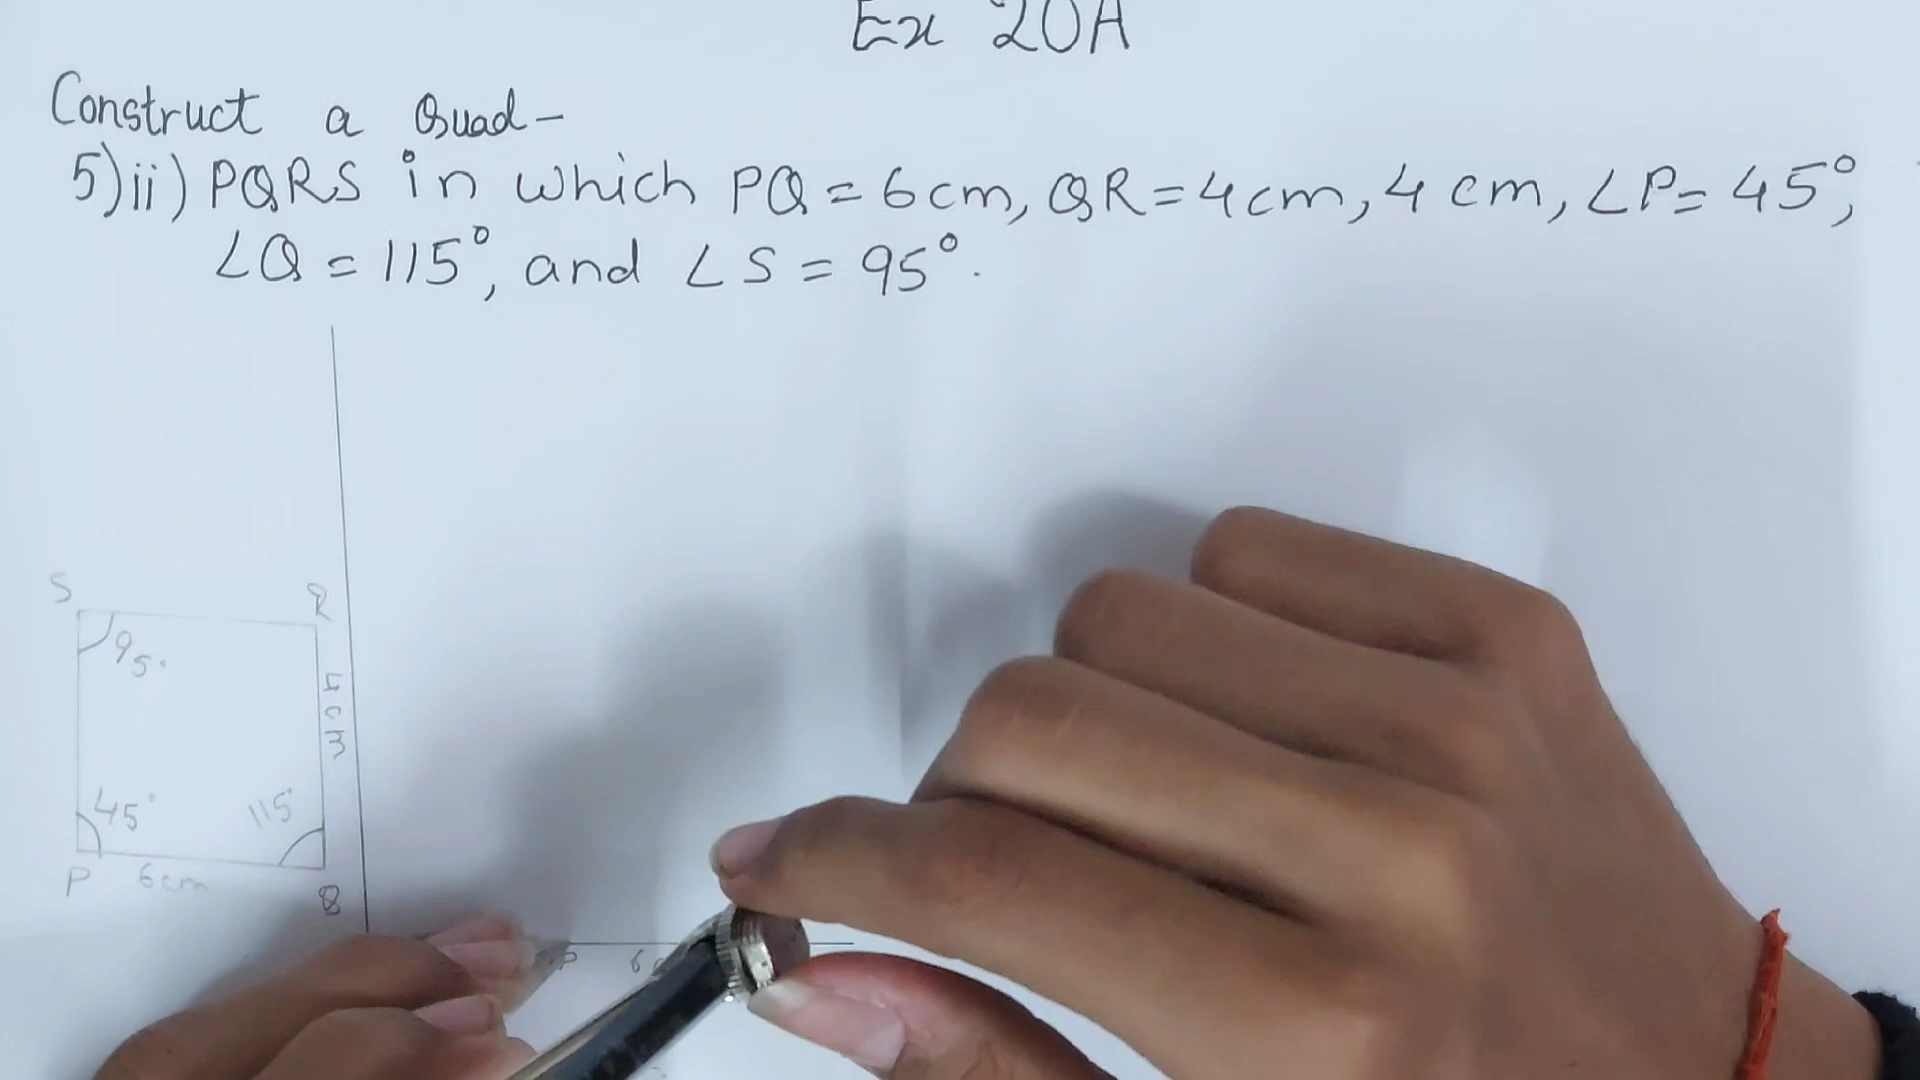 Ex 20A
Construct a Quad-
5)ii) PQRS in which PQ = 6cm, QR = 4cm, 4 cm, ∠P = 45°,
∠Q = 115°, and ∠S = 95°.
S R
95°
4cm
45° 115°
P 6cm Q
P 6